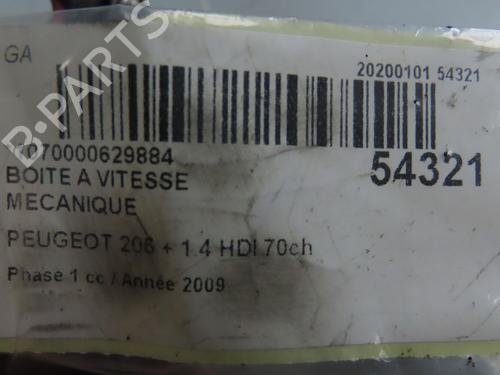 GA
20200101 54321
070000629884
54321
BOITE A VITESSE
MECANIQUE
PEUGEOT 206 + 1.4 HDI 70ch
Phase 1 cc / Année 2009
B-PARTS